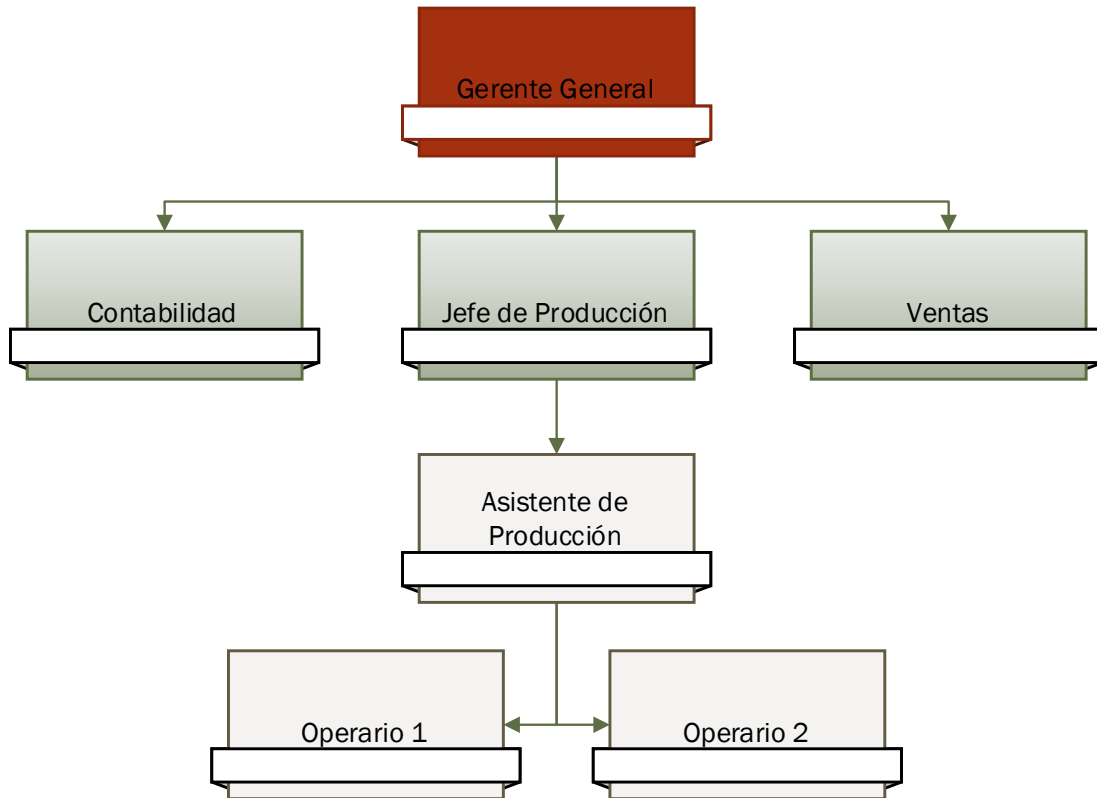 Gerente General
Contabilidad
Jefe de Producción
Ventas
Asistente de
Producción
Operario 1
Operario 2